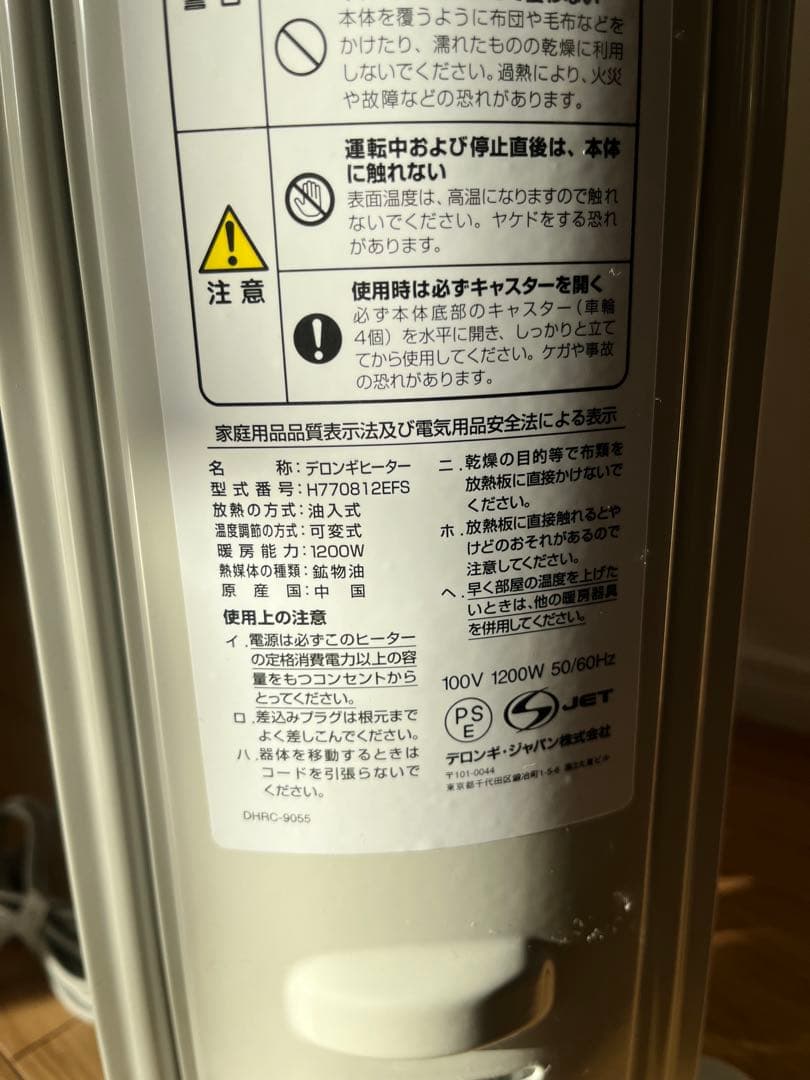 本体を覆うように布団や毛布などを
かけたり、濡れたものの乾燥に利用
しないでください。過熱により、火災
や故障などの恐れがあります。
注意
運転中および停止直後は、本体
に触れない
表面温度は、高温になりますので触れ
ないでください。ヤケドをする恐れ
があります。
使用時は必ずキャスターを開く
必ず本体底部のキャスター(車輪
4個)を水平に開き、しっかりと立て
てから使用してください。ケガや事故
の恐れがあります。
家庭用品品質表示法及び電気用品安全法による表示
名称:デロンギヒーター
型式番号:H770812EFS
放熱の方式:油入式
温度調節の方式:可変式
暖房能力:1200W
熱媒体の種類:鉱物油
原産国:中国
使用上の注意
イ.電源は必ずこのヒーター
の定格消費電力以上の容
量をもつコンセントから
とってください。
ロ.差込みプラグは根元まで
よく差しこんでください。
ハ.器体を移動するときは
コードを引張らないで
ください。
DHRC-9055
ニ.乾燥の目的等で布類を
放熱板に直接かけないで
ください。
ホ.放熱板に直接触れるとや
けどのおそれがあるので
注意してください。
ヘ.早く部屋の温度を上げた
いときは、他の暖房器具
を併用してください。
100V 1200W 50/60Hz
PS
E
JET
デロンギ・ジャパン株式会社
〒101-0044
東京都千代田区鍛冶町1-5-6